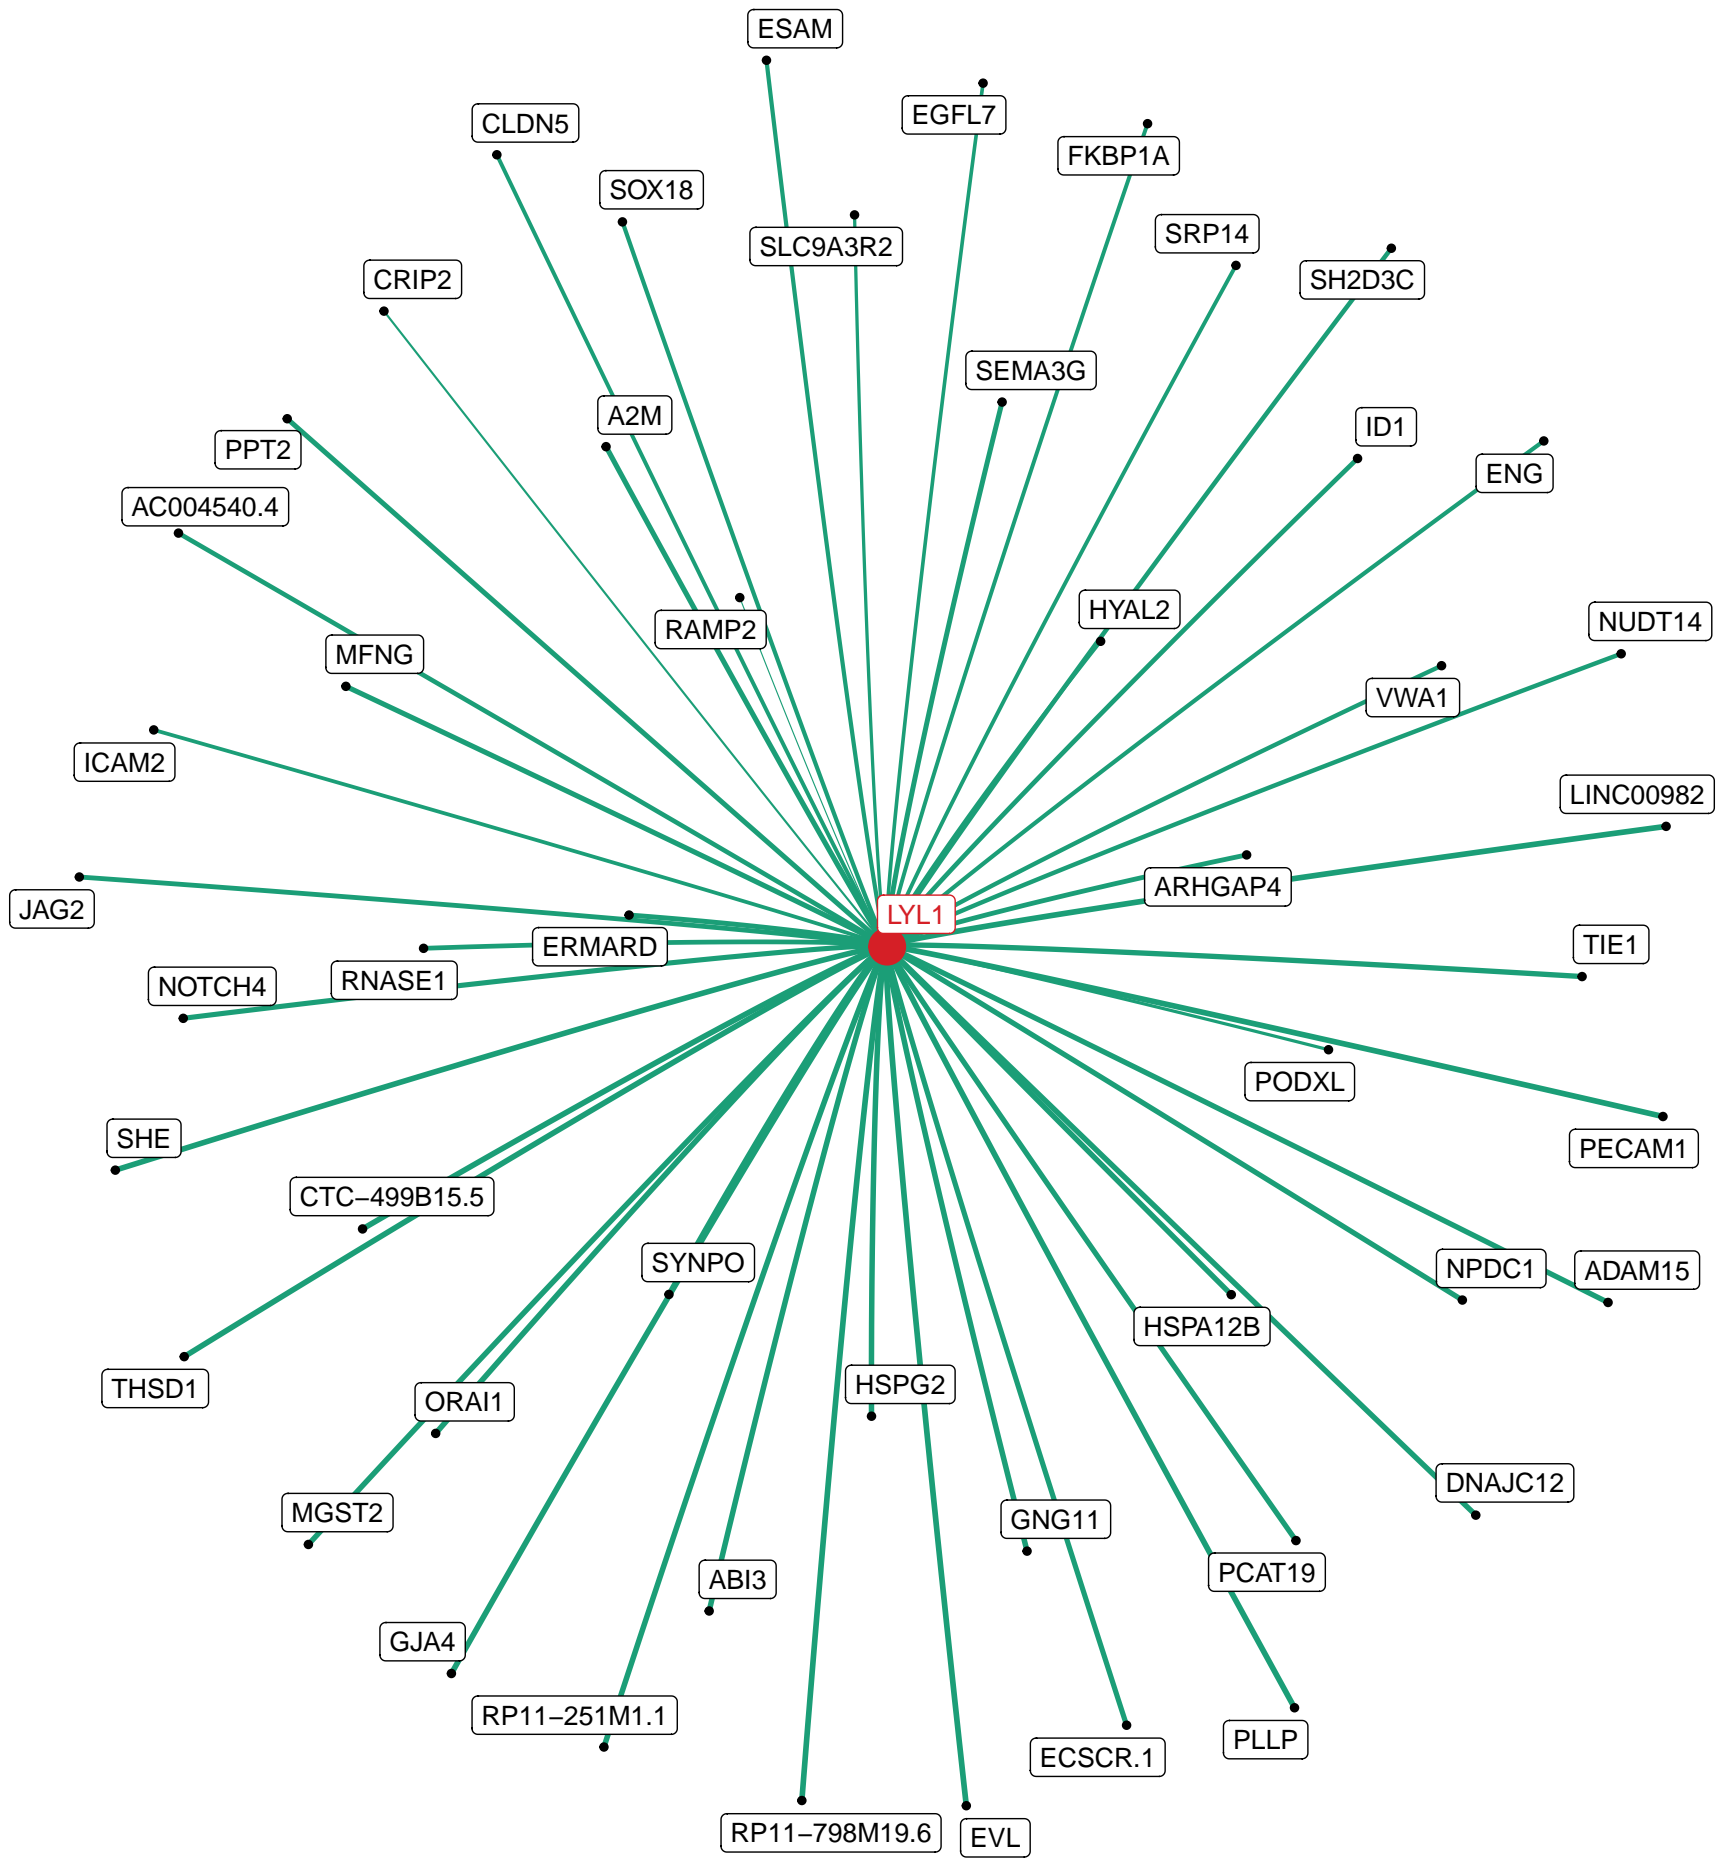 ESAM
EGFL7
CLDN5
FKBP1A
SOX18
SRP14
SLC9A3R2
CRIP2
SH2D3C
SEMA3G
A2M
ID1
PPT2
ENG
AC004540.4
HYAL2
NUDT14
RAMP2
MFNG
VWA1
ICAM2
LINC00982
ARHGAP4
JAG2
LYL1
TIE1
ERMARD
RNASE1
NOTCH4
PODXL
SHE
PECAM1
CTC−499B15.5
SYNPO
NPDC1
ADAM15
HSPA12B
THSD1
HSPG2
ORAI1
DNAJC12
MGST2
GNG11
PCAT19
ABI3
GJA4
RP11−251M1.1
PLLP
ECSCR.1
RP11−798M19.6
EVL